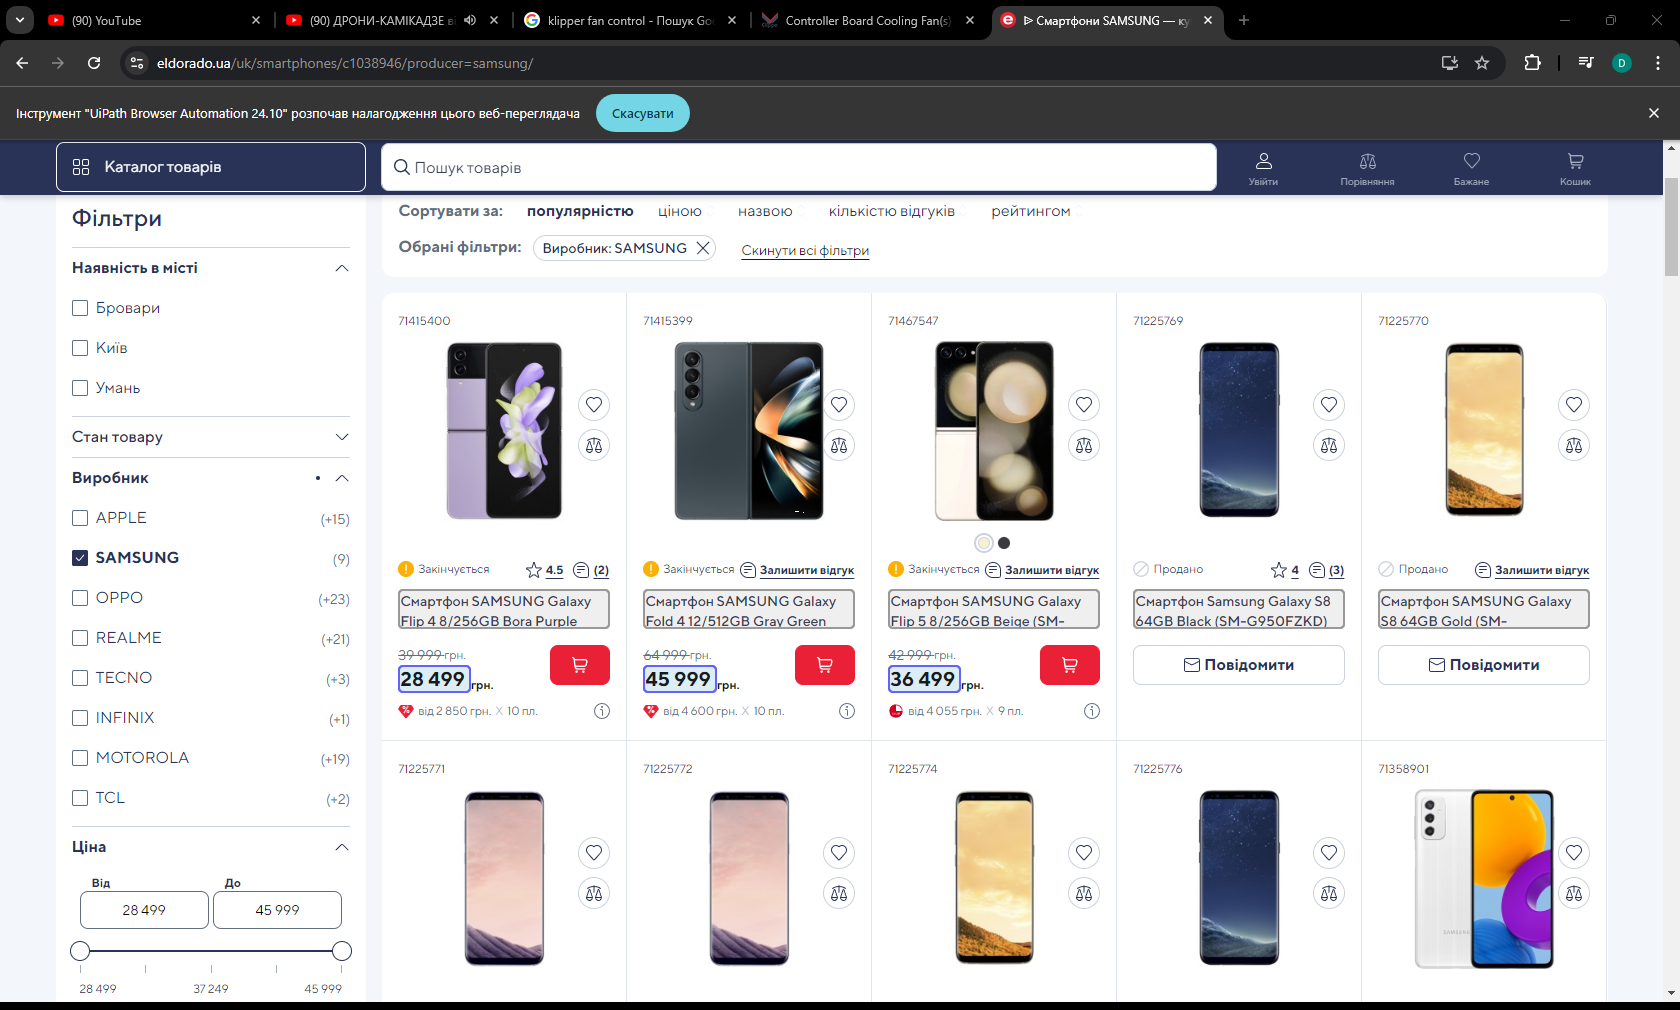 (90) YouTube
(90) ДРОНИ-КАМІКАДЗЕ ві
klipper fan control - Пошук Goo
Controller Board Cooling Fan(s)
ᐉ Смартфони SAMSUNG — ку
eldorado.ua/uk/smartphones/c1038946/producer=samsung/
D
Інструмент "UiPath Browser Automation 24.10" розпочав налагодження цього веб-переглядача
Скасувати
Каталог товарів
Пошук товарів
Увійти
Порівняння
Бажане
Кошик
Фільтри
Сортувати за: популярністю ціною назвою кількістю відгуків рейтингом
Обрані фільтри: Виробник: SAMSUNG Скинути всі фільтри
Наявність в місті
Бровари
Київ
Умань
Стан товару
Виробник
APPLE (+15)
SAMSUNG (9)
OPPO (+23)
REALME (+21)
TECNO (+3)
INFINIX (+1)
MOTOROLA (+19)
TCL (+2)
Ціна
Від До
28 499 45 999
28 499 37 249 45 999
71415400
Закінчується 4.5 (2)
Смартфон SAMSUNG Galaxy
Flip 4 8/256GB Bora Purple
39 999 грн.
28 499 грн.
від 2 850 грн. X 10 пл.
71415399
Закінчується Залишити відгук
Смартфон SAMSUNG Galaxy
Fold 4 12/512GB Gray Green
64 999 грн.
45 999 грн.
від 4 600 грн. X 10 пл.
71467547
Закінчується Залишити відгук
Смартфон SAMSUNG Galaxy
Flip 5 8/256GB Beige (SM-
42 999 грн.
36 499 грн.
від 4 055 грн. X 9 пл.
71225769
Продано 4 (3)
Смартфон Samsung Galaxy S8
64GB Black (SM-G950FZKD)
Повідомити
71225770
Продано Залишити відгук
Смартфон SAMSUNG Galaxy
S8 64GB Gold (SM-
Повідомити
71225771
71225772
71225774
71225776
71358901
SAMSUNG